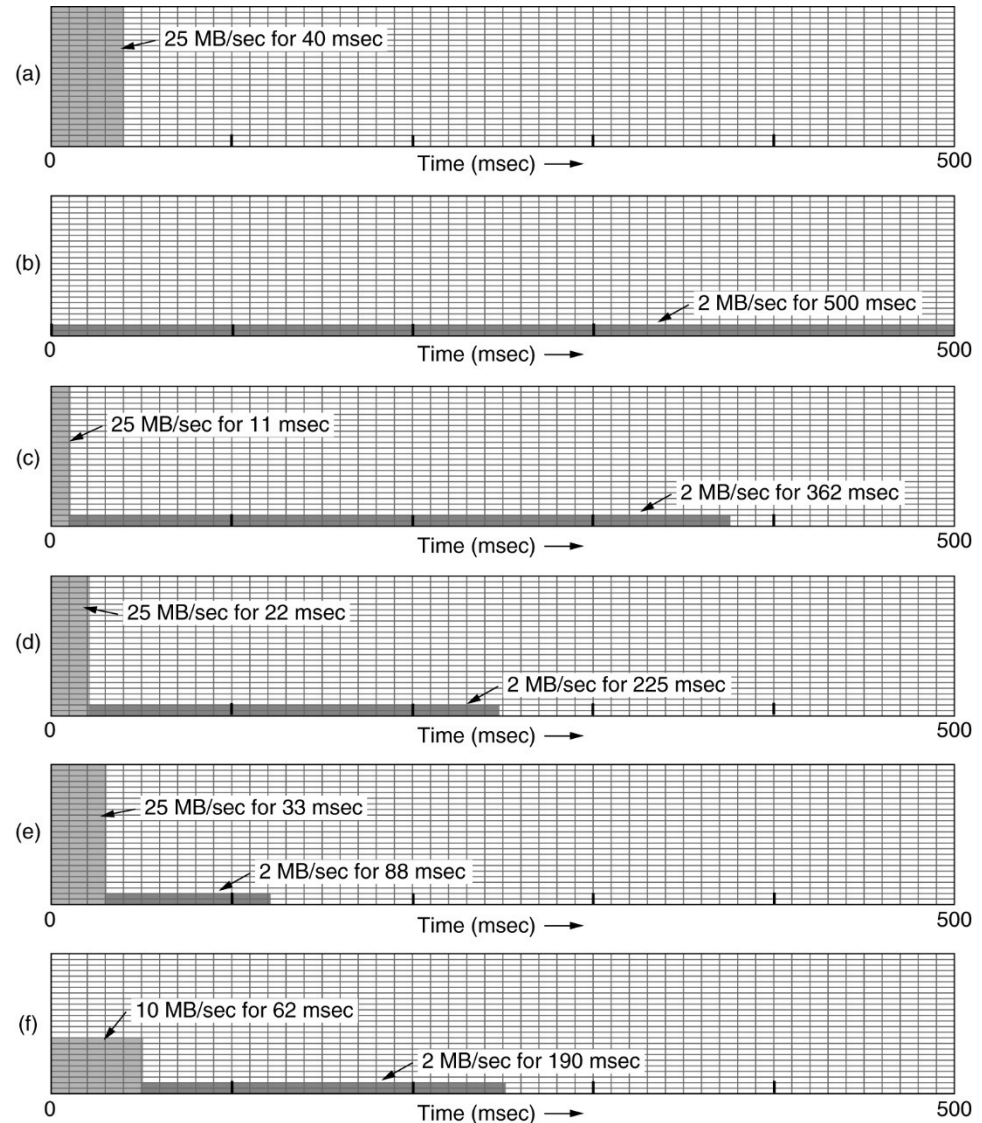 25 MB/sec for 40 msec
(a)
0
Time (msec)
500
(b)
2 MB/sec for 500 msec
0
Time (msec)
500
25 MB/sec for 11 msec
(c)
2 MB/sec for 362 msec
0
Time (msec)
500
25 MB/sec for 22 msec
(d)
2 MB/sec for 225 msec
0
Time (msec)
500
25 MB/sec for 33 msec
(e)
2 MB/sec for 88 msec
0
Time (msec)
500
10 MB/sec for 62 msec
(f)
2 MB/sec for 190 msec
0
Time (msec)
500